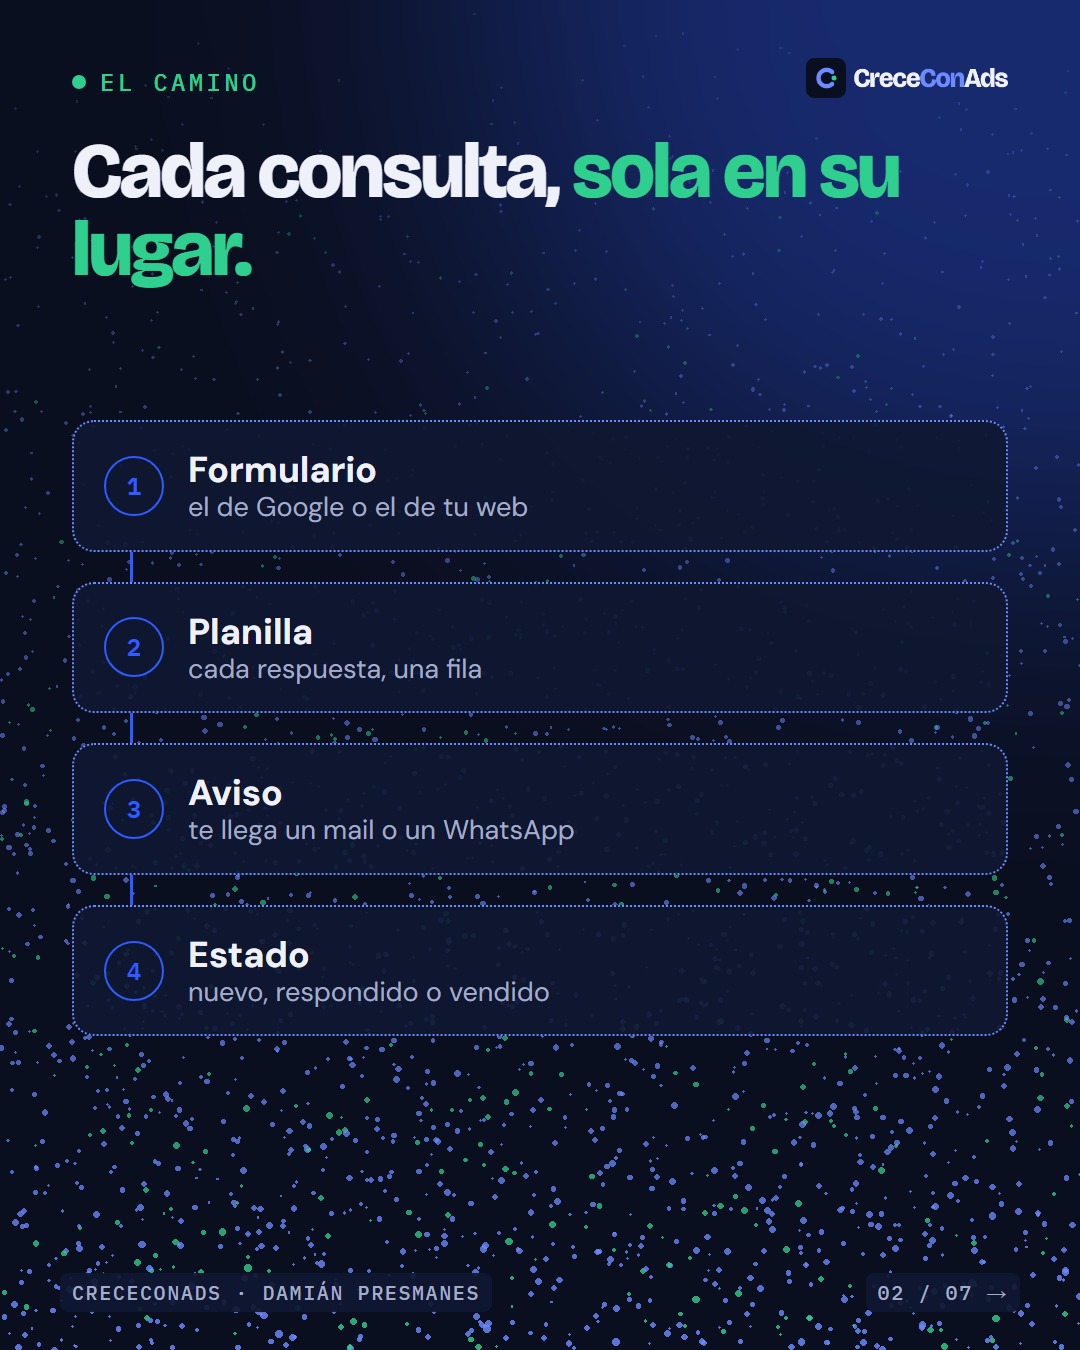 EL CAMINO
CreceConAds
Cada consulta, sola en su
lugar.
1
Formulario
el de Google o el de tu web
2
Planilla
cada respuesta, una fila
3
Aviso
te llega un mail o un WhatsApp
4
Estado
nuevo, respondido o vendido
CRECECONADS · DAMIÁN PRESMANES
02 / 07 →